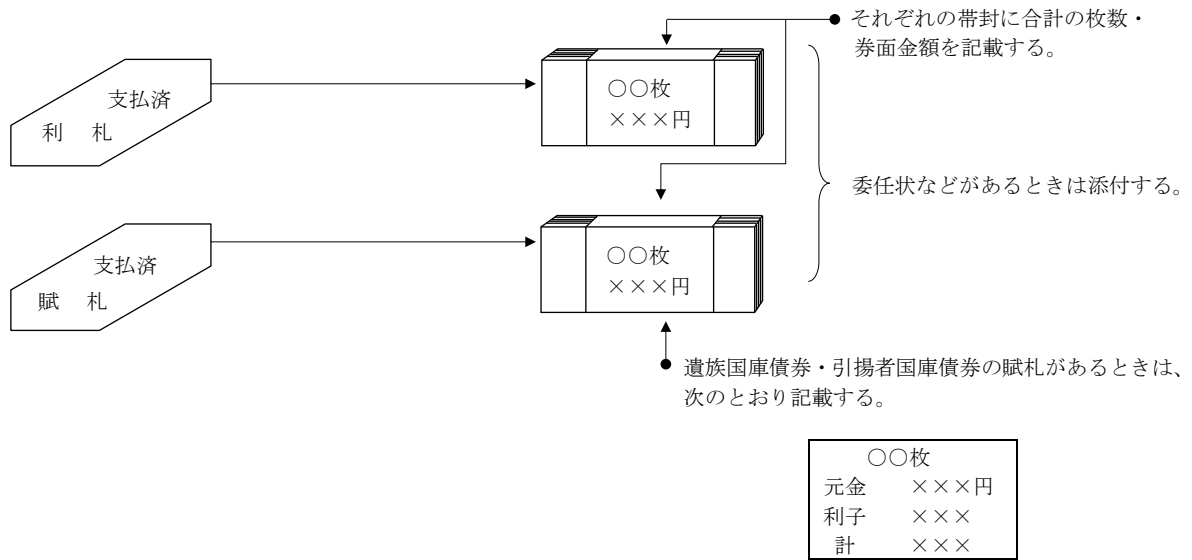 それぞれの帯封に合計の枚数・
券面金額を記載する。
支払済
利 札
○○枚
×××円
委任状などがあるときは添付する。
支払済
賦 札
○○枚
×××円
遺族国庫債券・引揚者国庫債券の賦札があるときは、
次のとおり記載する。
○○枚
元金 ×××円
利子 ×××
計 ×××